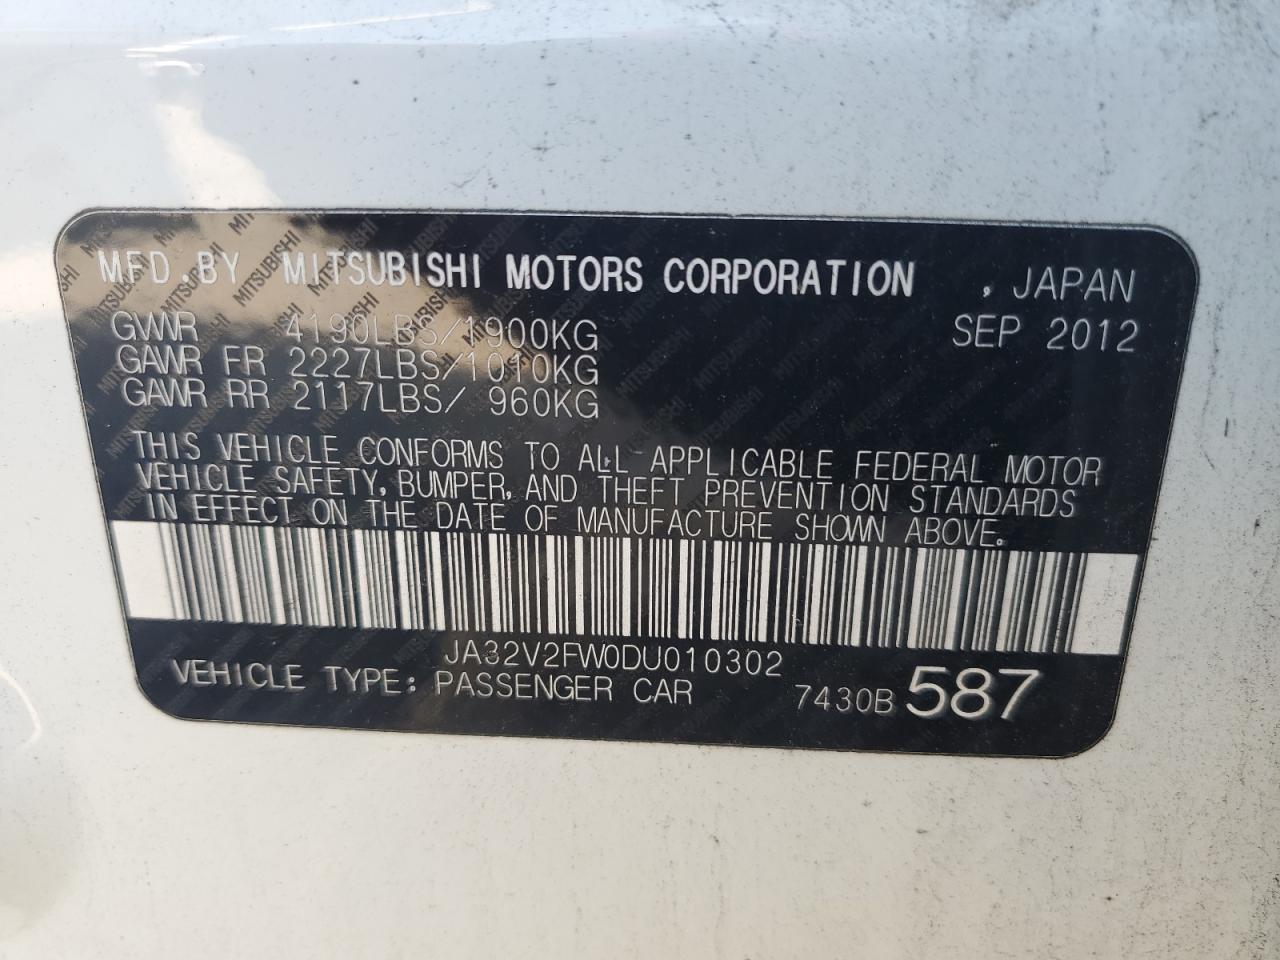 MFD.BY MITSUBISHI MOTORS CORPORATION , JAPAN
GVWR 4190LBS/1900KG SEP 2012
GAWR FR 2227LBS/1010KG
GAWR RR 2117LBS/ 960KG
THIS VEHICLE CONFORMS TO ALL APPLICABLE FEDERAL MOTOR
VEHICLE SAFETY, BUMPER, AND THEFT PREVENTION STANDARDS
IN EFFECT ON THE DATE OF MANUFACTURE SHOWN ABOVE.
JA32V2FW0DU010302
VEHICLE TYPE: PASSENGER CAR 7430B 587